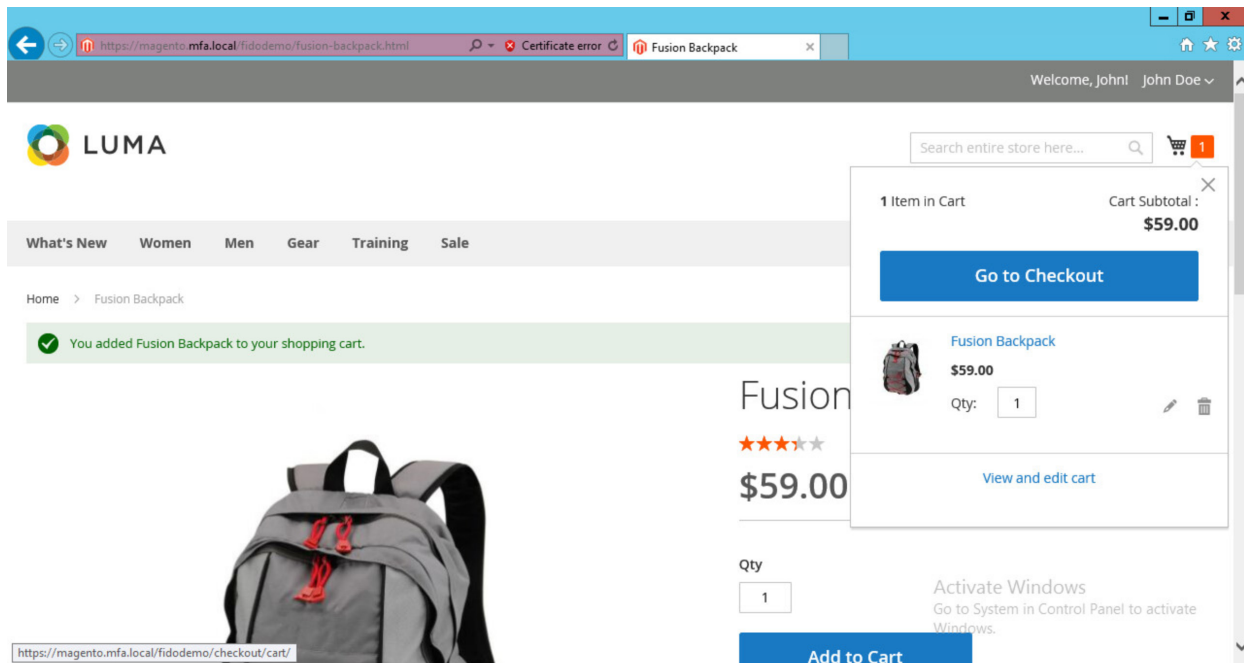 https://magento.mfa.local/fidodemo/fusion-backpack.html
Certificate error
Fusion Backpack
Welcome, John! John Doe
LUMA
Search entire store here...
1
1 Item in Cart
Cart Subtotal :
$59.00
What's New Women Men Gear Training Sale
Go to Checkout
Home > Fusion Backpack
You added Fusion Backpack to your shopping cart.
Fusion Backpack
$59.00
Qty: 1
View and edit cart
Fusion
$59.00
Qty
1
Add to Cart
Activate Windows
Go to System in Control Panel to activate
Windows.
https://magento.mfa.local/fidodemo/checkout/cart/